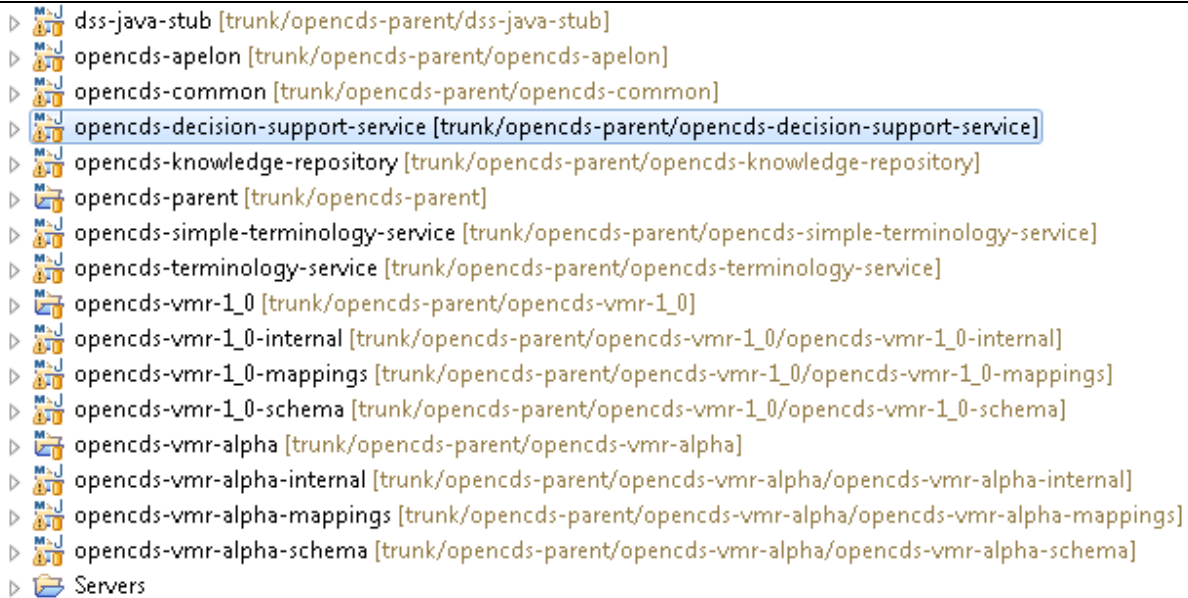 dss-java-stub [trunk/opencds-parent/dss-java-stub]
opencds-apelon [trunk/opencds-parent/opencds-apelon]
opencds-common [trunk/opencds-parent/opencds-common]
opencds-decision-support-service [trunk/opencds-parent/opencds-decision-support-service]
opencds-knowledge-repository [trunk/opencds-parent/opencds-knowledge-repository]
opencds-parent [trunk/opencds-parent]
opencds-simple-terminology-service [trunk/opencds-parent/opencds-simple-terminology-service]
opencds-terminology-service [trunk/opencds-parent/opencds-terminology-service]
opencds-vmr-1_0 [trunk/opencds-parent/opencds-vmr-1_0]
opencds-vmr-1_0-internal [trunk/opencds-parent/opencds-vmr-1_0/opencds-vmr-1_0-internal]
opencds-vmr-1_0-mappings [trunk/opencds-parent/opencds-vmr-1_0/opencds-vmr-1_0-mappings]
opencds-vmr-1_0-schema [trunk/opencds-parent/opencds-vmr-1_0/opencds-vmr-1_0-schema]
opencds-vmr-alpha [trunk/opencds-parent/opencds-vmr-alpha]
opencds-vmr-alpha-internal [trunk/opencds-parent/opencds-vmr-alpha/opencds-vmr-alpha-internal]
opencds-vmr-alpha-mappings [trunk/opencds-parent/opencds-vmr-alpha/opencds-vmr-alpha-mappings]
opencds-vmr-alpha-schema [trunk/opencds-parent/opencds-vmr-alpha/opencds-vmr-alpha-schema]
Servers